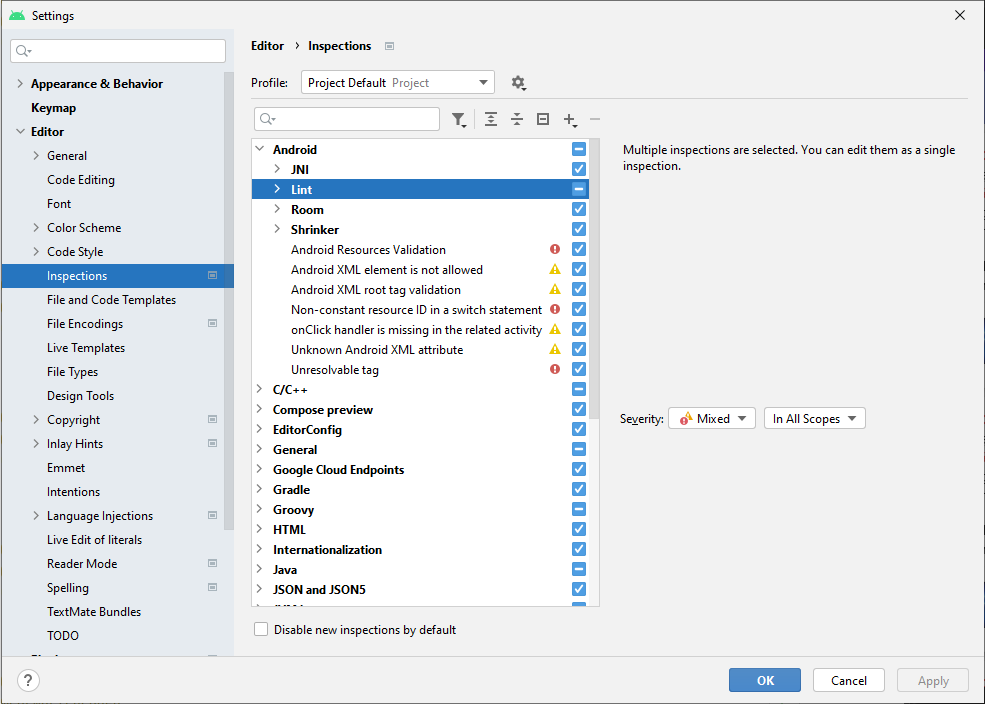 Settings
Appearance & Behavior
Keymap
Editor
General
Code Editing
Font
Color Scheme
Code Style
Inspections
File and Code Templates
File Encodings
Live Templates
File Types
Design Tools
Copyright
Inlay Hints
Emmet
Intentions
Language Injections
Live Edit of literals
Reader Mode
Spelling
TextMate Bundles
TODO
Editor › Inspections
Profile: Project Default Project
Android
JNI
Lint
Room
Shrinker
Android Resources Validation
Android XML element is not allowed
Android XML root tag validation
Non-constant resource ID in a switch statement
onClick handler is missing in the related activity
Unknown Android XML attribute
Unresolvable tag
C/C++
Compose preview
EditorConfig
General
Google Cloud Endpoints
Gradle
Groovy
HTML
Internationalization
Java
JSON and JSON5
Disable new inspections by default
Multiple inspections are selected. You can edit them as a single
inspection.
Severity: Mixed In All Scopes
?
OK Cancel Apply